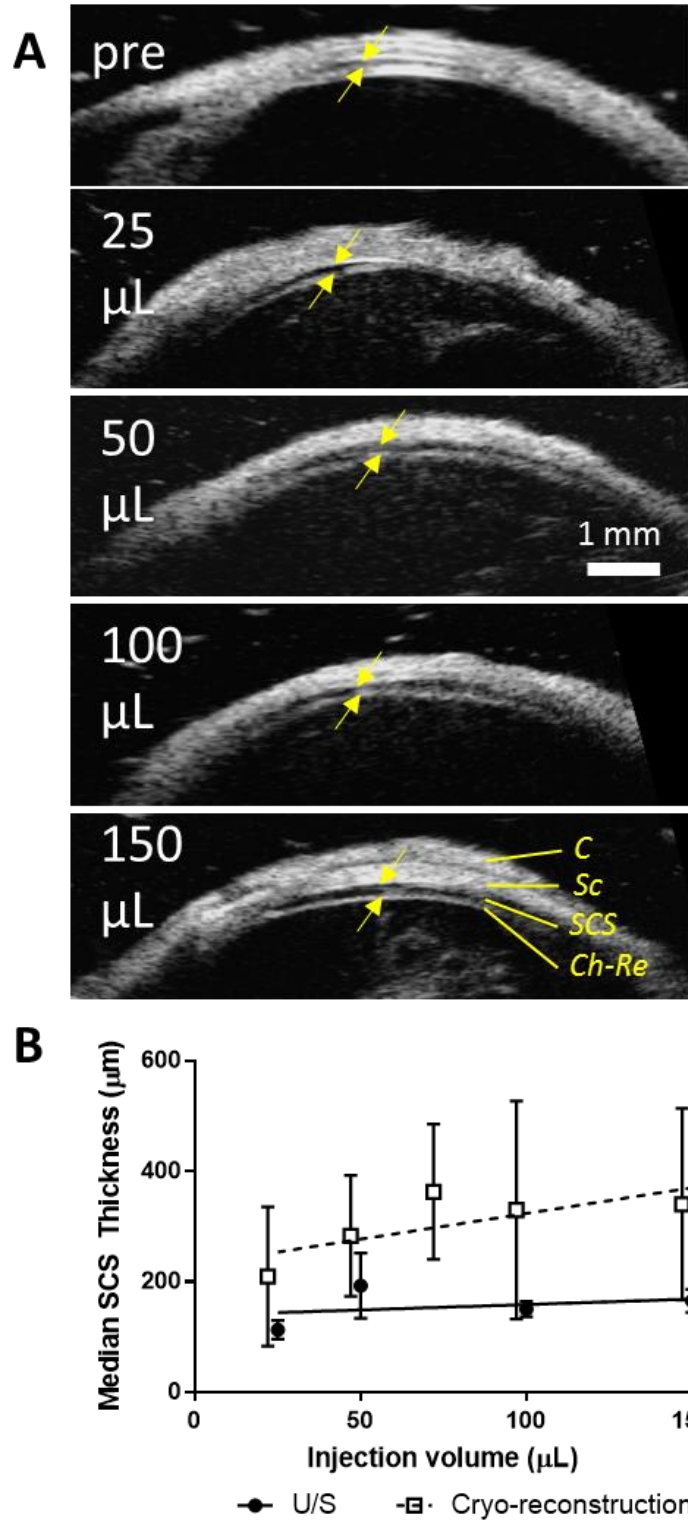 A
pre
25
μL
50
μL
1 mm
100
μL
150
μL
C
Sc
SCS
Ch-Re
B
Median SCS Thickness (μm)
600
400
200
0
0
50
100
15
Injection volume (μL)
U/S
Cryo-reconstruction